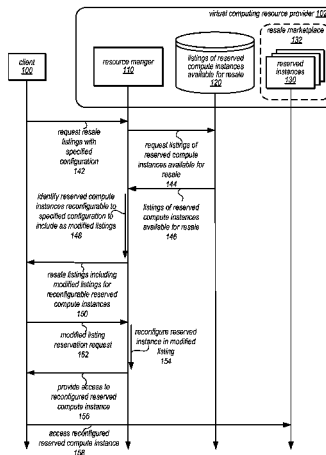 virtual computing resource provider 102
resale marketplace
132
client
100
resource manger
110
listings of reserved
compute instances
available for resale
120
reserved
instances
130
request resale
listings with
specified
configuration
142
request listings of
reserved compute
instances available for
resale
144
identify reserved compute
instances reconfigurable to
specified configuration to
include as modified listings
148
listings of reserved
compute instances
available for resale
146
resale listings including
modified listings for
reconfigurable reserved
compute instances
150
modified listing
reservation request
152
reconfigure reserved
instance in modified
listing
154
provide access to
reconfigured reserved
compute instance
156
access reconfigured
reserved compute instance
158